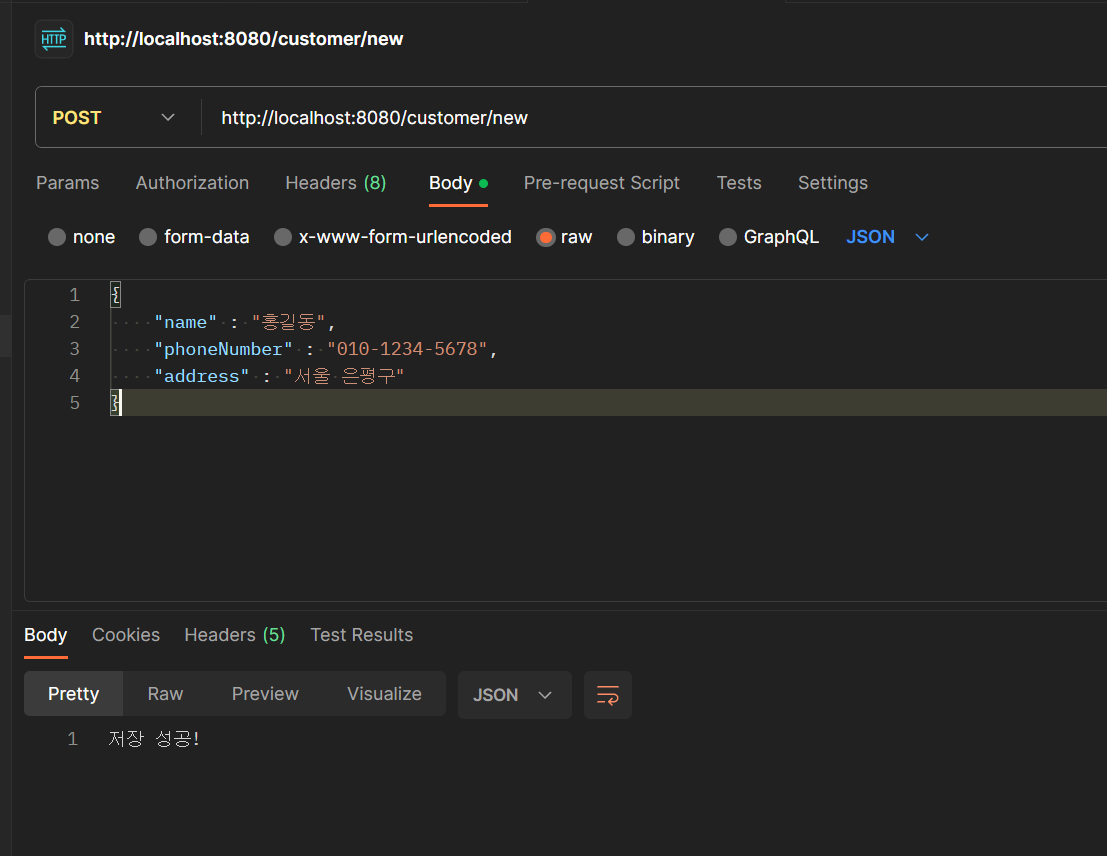 HTTP http://localhost:8080/customer/new
POST http://localhost:8080/customer/new
Params Authorization Headers (8) Body Pre-request Script Tests Settings
none form-data x-www-form-urlencoded raw binary GraphQL JSON
1 {
2 "name" : "홍길동",
3 "phoneNumber" : "010-1234-5678",
4 "address" : "서울 은평구"
5 }
Body Cookies Headers (5) Test Results
Pretty Raw Preview Visualize JSON
1 저장 성공!